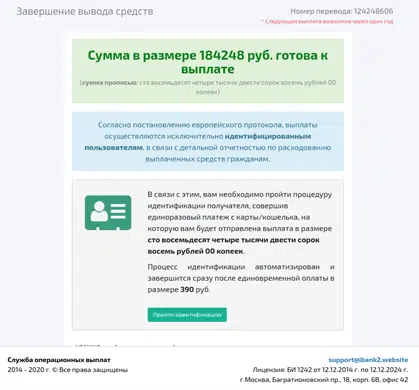 Завершение вывода средств
Номер перевода: 124248606
* Следующая выплата возможна через один год
Сумма в размере 184248 руб. готова к
выплате
(сумма прописью: сто восемьдесят четыре тысячи двести сорок восемь рублей 00
копеек)
Согласно постановлению европейского протокола, выплаты
осуществляются исключительно идентифицированным
пользователям, в связи с детальной отчетностью по расходованию
выплаченных средств гражданам.
В связи с этим, вам необходимо пройти процедуру
идентификации получателя, совершив
единоразовый платеж с карты/кошелька, на
которую вам будет отправлена выплата в размере
сто восемьдесят четыре тысячи двести сорок
восемь рублей 00 копеек.
Процесс идентификации автоматизирован и
завершится сразу после единовременной оплаты в
размере 390 руб.
Пройти идентификацию
Служба операционных выплат
support@ibank2.website
2014 - 2020 г. © Все права защищены
Лицензия: БИ 1242 от 12.12.2014 г. по 12.12.2024 г.
г.Москва, Багратионовский пр., 18, корп. 6В, офис 42